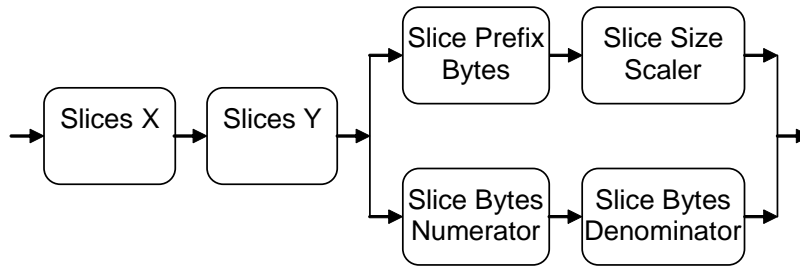 Slices X
Slices Y
Slice Prefix
Bytes
Slice Size
Scaler
Slice Bytes
Numerator
Slice Bytes
Denominator